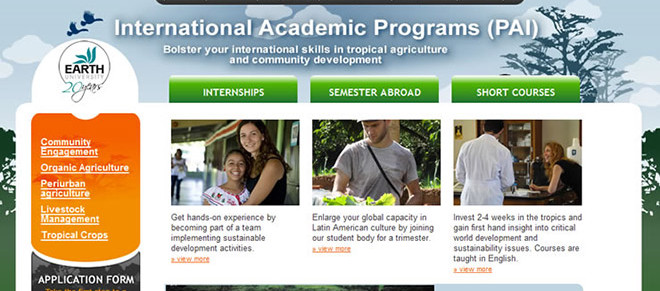 International Academic Programs (PAI)
Bolster your international skills in tropical agriculture
and community development
EARTH
UNIVERSITY
20 years
INTERNSHIPS
SEMESTER ABROAD
SHORT COURSES
Community
Engagement
Organic Agriculture
Periurban
agriculture
Livestock
Management
Tropical Crops
APPLICATION FORM
Get hands-on experience by
becoming part of a team
implementing sustainable
development activities.
» view more
Enlarge your global capacity in
Latin American culture by joining
our student body for a trimester.
» view more
Invest 2-4 weeks in the tropics and
gain first hand insight into critical
world development and
sustainability issues. Courses are
taught in English.
» view more